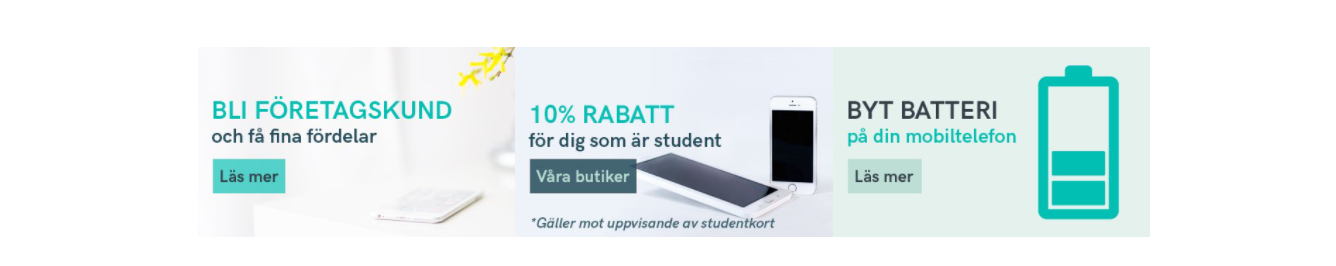 BLI FÖRETAGSKUND
och få fina fördelar
Läs mer
10% RABATT
för dig som är student
Våra butiker
*Gäller mot uppvisande av studentkort
BYT BATTERI
på din mobiltelefon
Läs mer